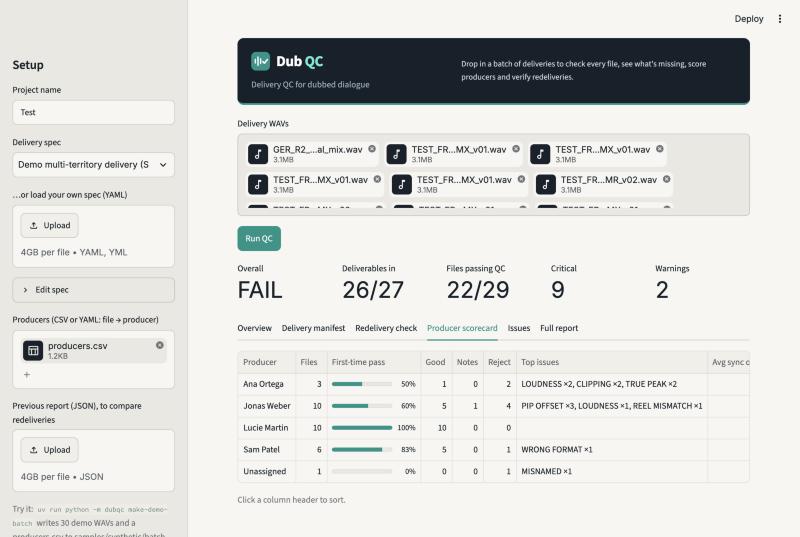 Deploy
Setup
Project name
Test
Delivery spec
Demo multi-territory delivery (S
…or load your own spec (YAML)
Upload
4GB per file • YAML, YML
Edit spec
Producers (CSV or YAML: file → producer)
producers.csv
1.2KB
+
Previous report (JSON), to compare
redeliveries
Upload
4GB per file • JSON
Try it: uv run python -m dubqc make-demo-
batch writes 30 demo WAVs and a
producers.csv to samples/synthetic/batch
Dub QC
Delivery QC for dubbed dialogue
Drop in a batch of deliveries to check every file, see what's missing, score
producers and verify redeliveries.
Delivery WAVs
GER_R2_...al_mix.wav TEST_FR...MX_v01.wav TEST_FR...MX_v01.wav
3.1MB 3.1MB 3.1MB
TEST_FR...MX_v01.wav TEST_FR...MX_v01.wav TEST_FR...MR_v02.wav
3.1MB 3.1MB 3.1MB
Run QC
Overall Deliverables in Files passing QC Critical Warnings
FAIL 26/27 22/29 9 2
Overview Delivery manifest Redelivery check Producer scorecard Issues Full report
Producer Files First-time pass Good Notes Reject Top issues Avg sync o
Ana Ortega 3 50% 1 0 2 LOUDNESS ×2, CLIPPING ×2, TRUE PEAK ×2
Jonas Weber 10 60% 5 1 4 PIP OFFSET ×3, LOUDNESS ×1, REEL MISMATCH ×1
Lucie Martin 10 100% 10 0 0
Sam Patel 6 83% 5 0 1 WRONG FORMAT ×1
Unassigned 1 0% 0 0 1 MISNAMED ×1
Click a column header to sort.